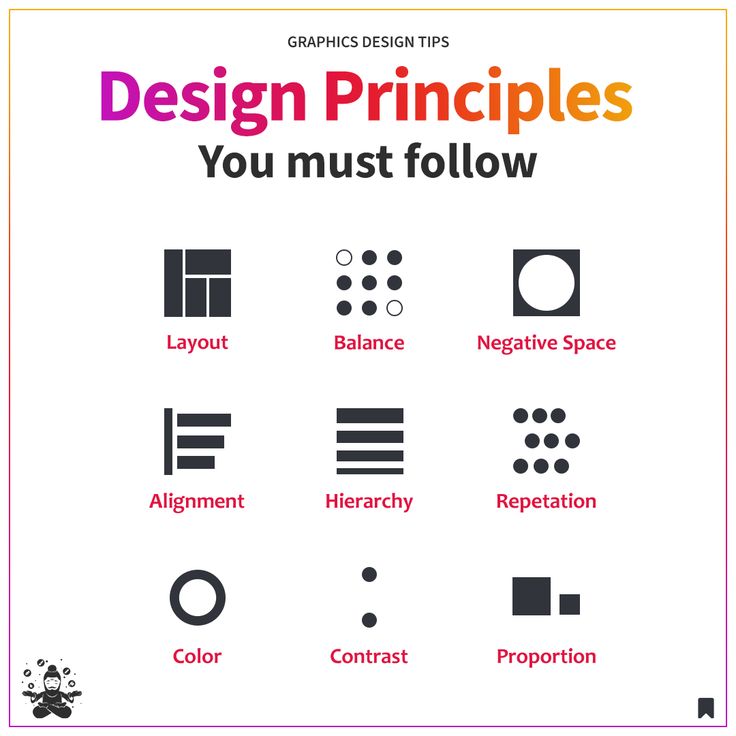 GRAPHICS DESIGN TIPS
Design Principles
You must follow
Layout
Balance
Negative Space
Alignment
Hierarchy
Repetation
Color
Contrast
Proportion